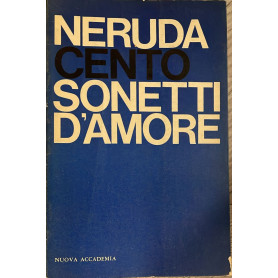 NERUDA
CENTO
SONETTI
D'AMORE
NUOVA ACCADEMIA